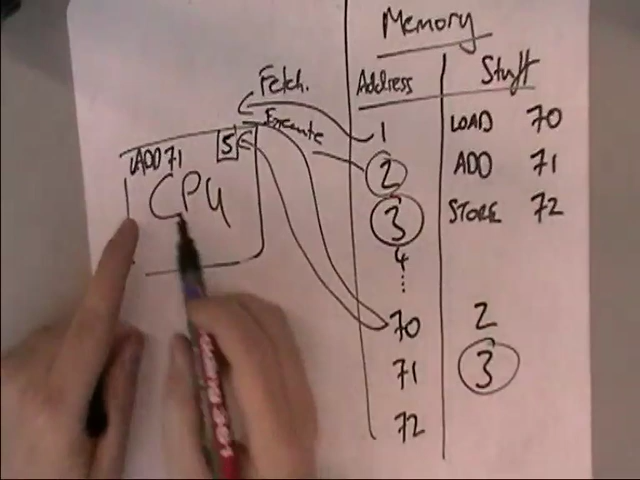 Memory
Fetch.
Address
Stuff
1
LOAD 70
Execute
5
ADD 71
2
ADD 71
CPU
3
STORE 72
4
70
2
71
3
72